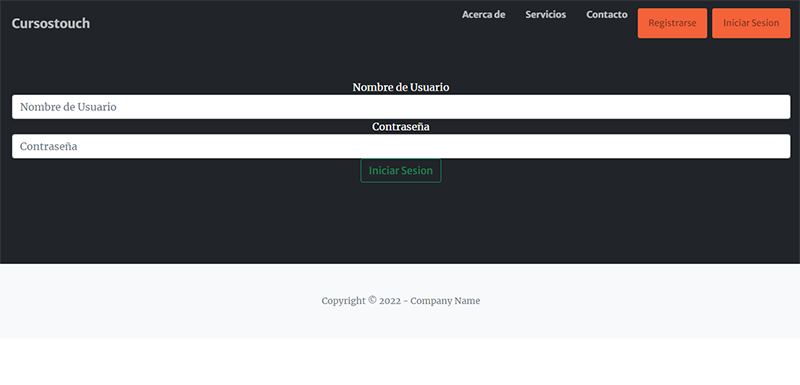 Cursostouch
Acerca de Servicios Contacto Registrarse Iniciar Sesion
Nombre de Usuario
Nombre de Usuario
Contraseña
Contraseña
Iniciar Sesion
Copyright © 2022 - Company Name